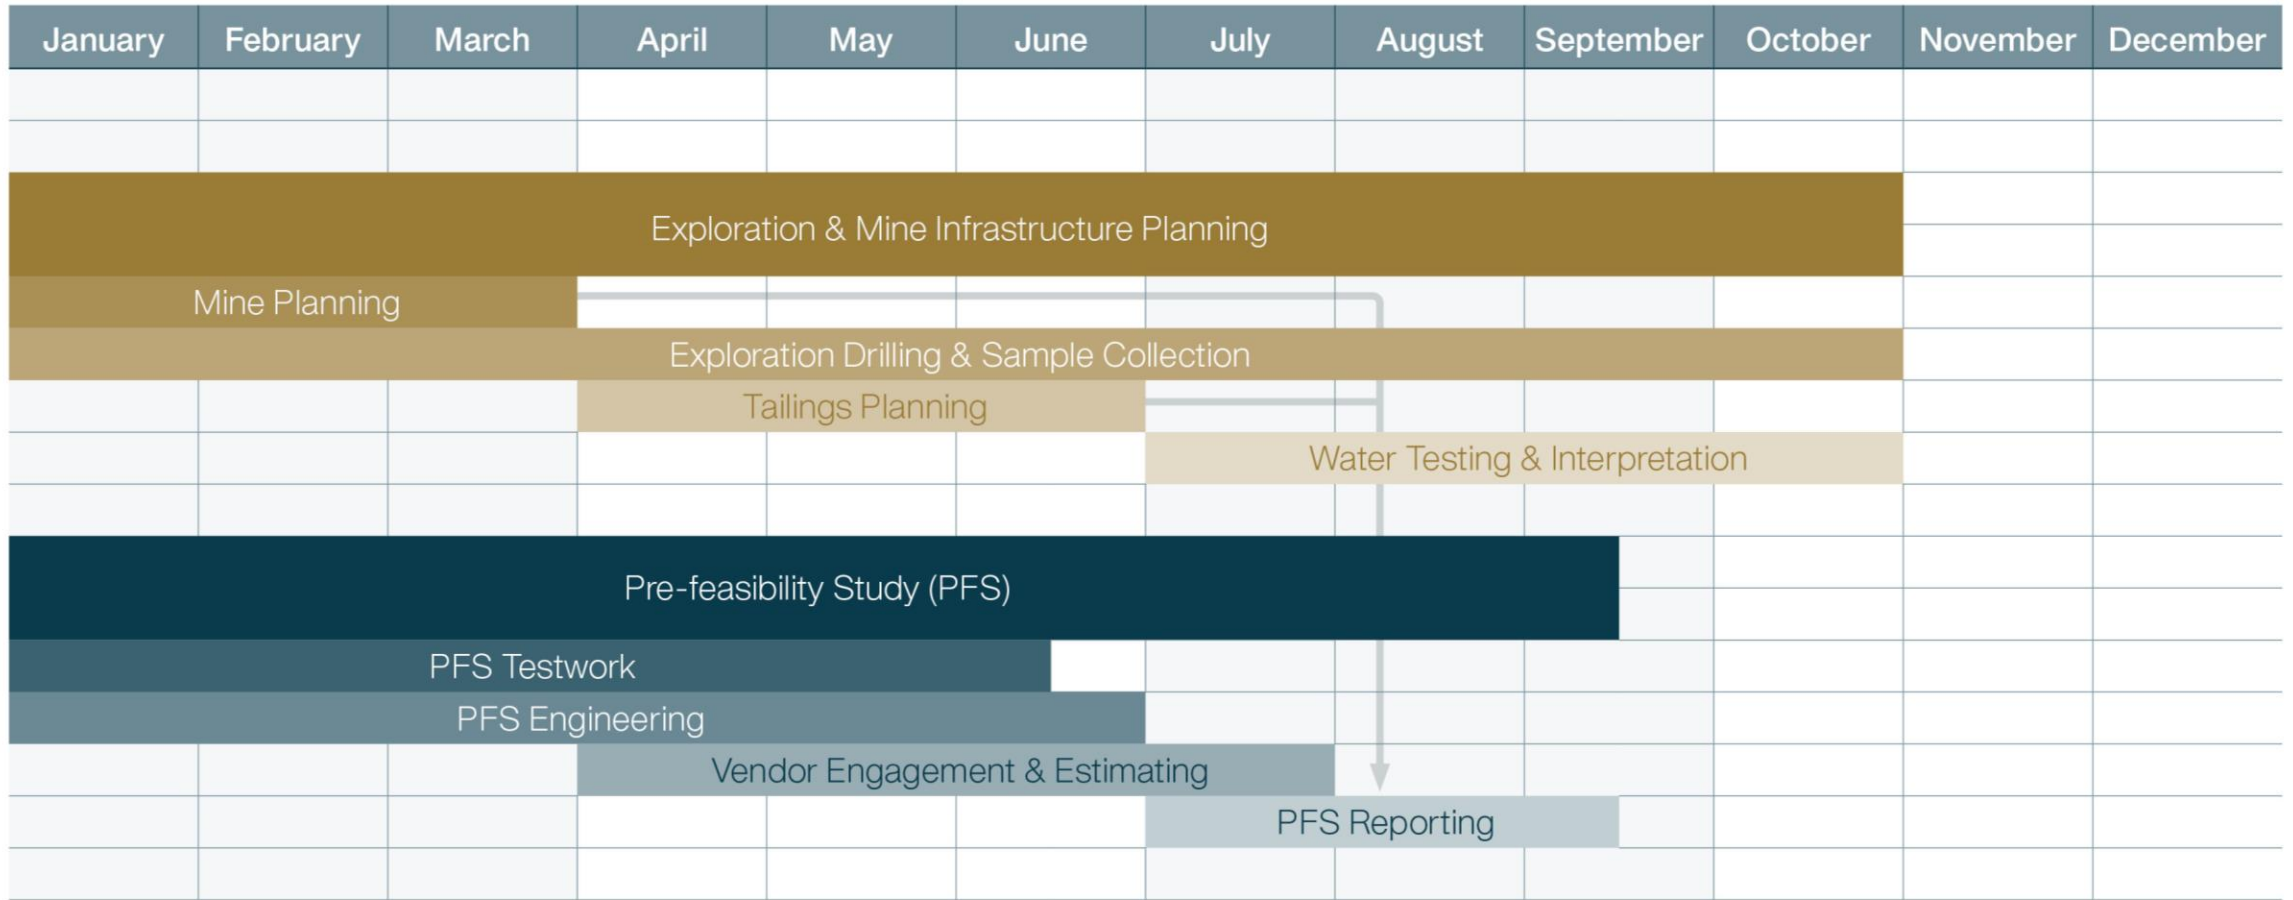 January February March April May June July August September October November December
Exploration & Mine Infrastructure Planning
Mine Planning
Exploration Drilling & Sample Collection
Tailings Planning
Water Testing & Interpretation
Pre-feasibility Study (PFS)
PFS Testwork
PFS Engineering
Vendor Engagement & Estimating
PFS Reporting